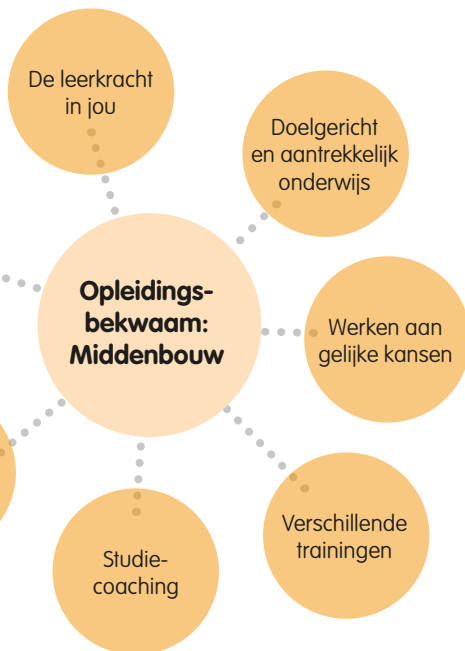 De leerkracht
in jou
Doelgericht
en aantrekkelijk
onderwijs
Opleidings-
bekwaam:
Middenbouw
Werken aan
gelijke kansen
Verschillende
trainingen
Studie-
coaching